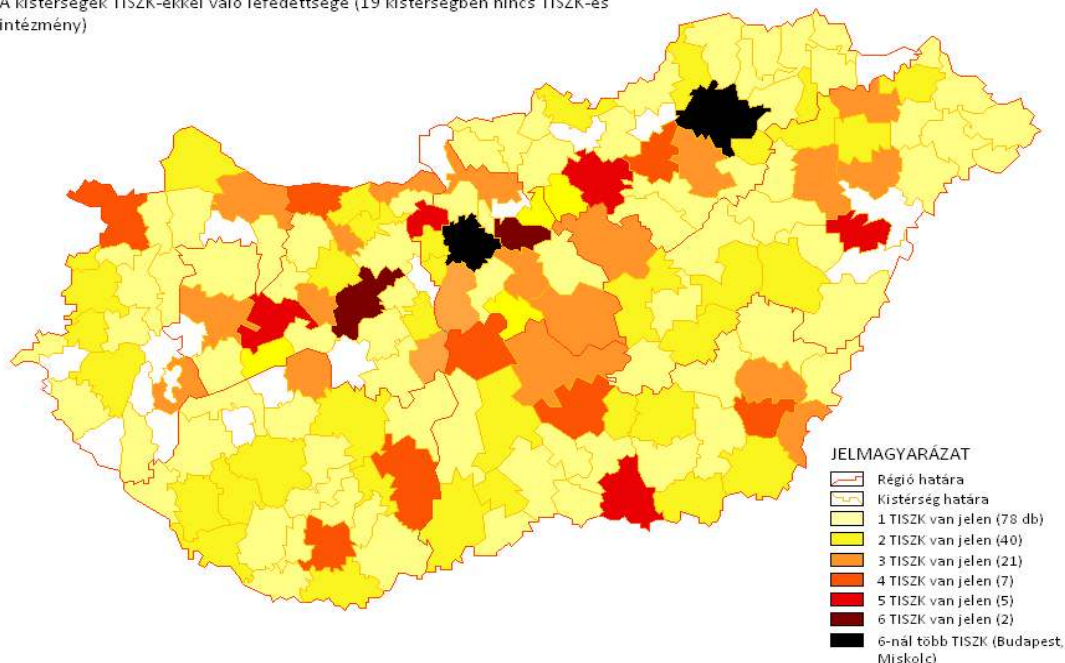 A kistérségek TISZK-ekkel való lefedettsége (19 kistérségben nincs TISZK-es
intézmény)
JELMAGYARÁZAT
Régió határa
Kistérség határa
1 TISZK van jelen (78 db)
2 TISZK van jelen (40)
3 TISZK van jelen (21)
4 TISZK van jelen (7)
5 TISZK van jelen (5)
6 TISZK van jelen (2)
6-nál több TISZK (Budapest,
Miskolc)